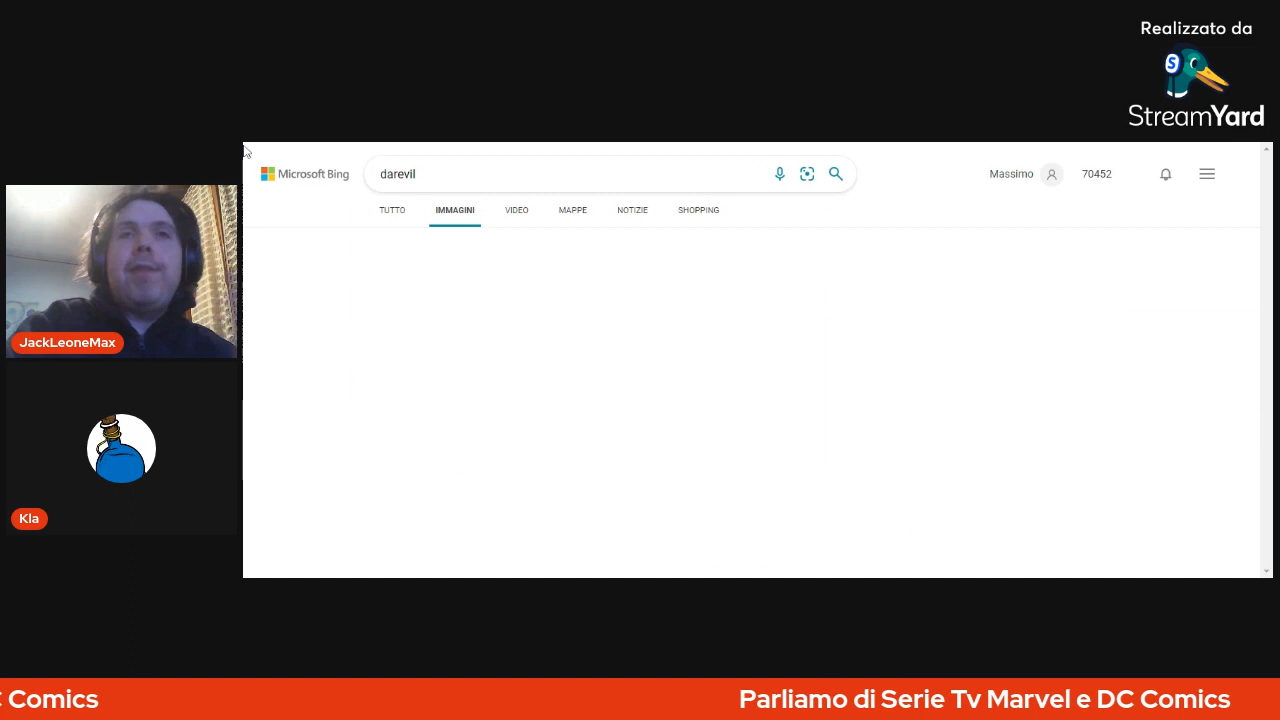 Realizzato da
S
StreamYard
Microsoft Bing
darevil
Massimo
70452
TUTTO
IMMAGINI
VIDEO
MAPPE
NOTIZIE
SHOPPING
JackLeoneMax
Kla
C Comics
Parliamo di Serie Tv Marvel e DC Comics